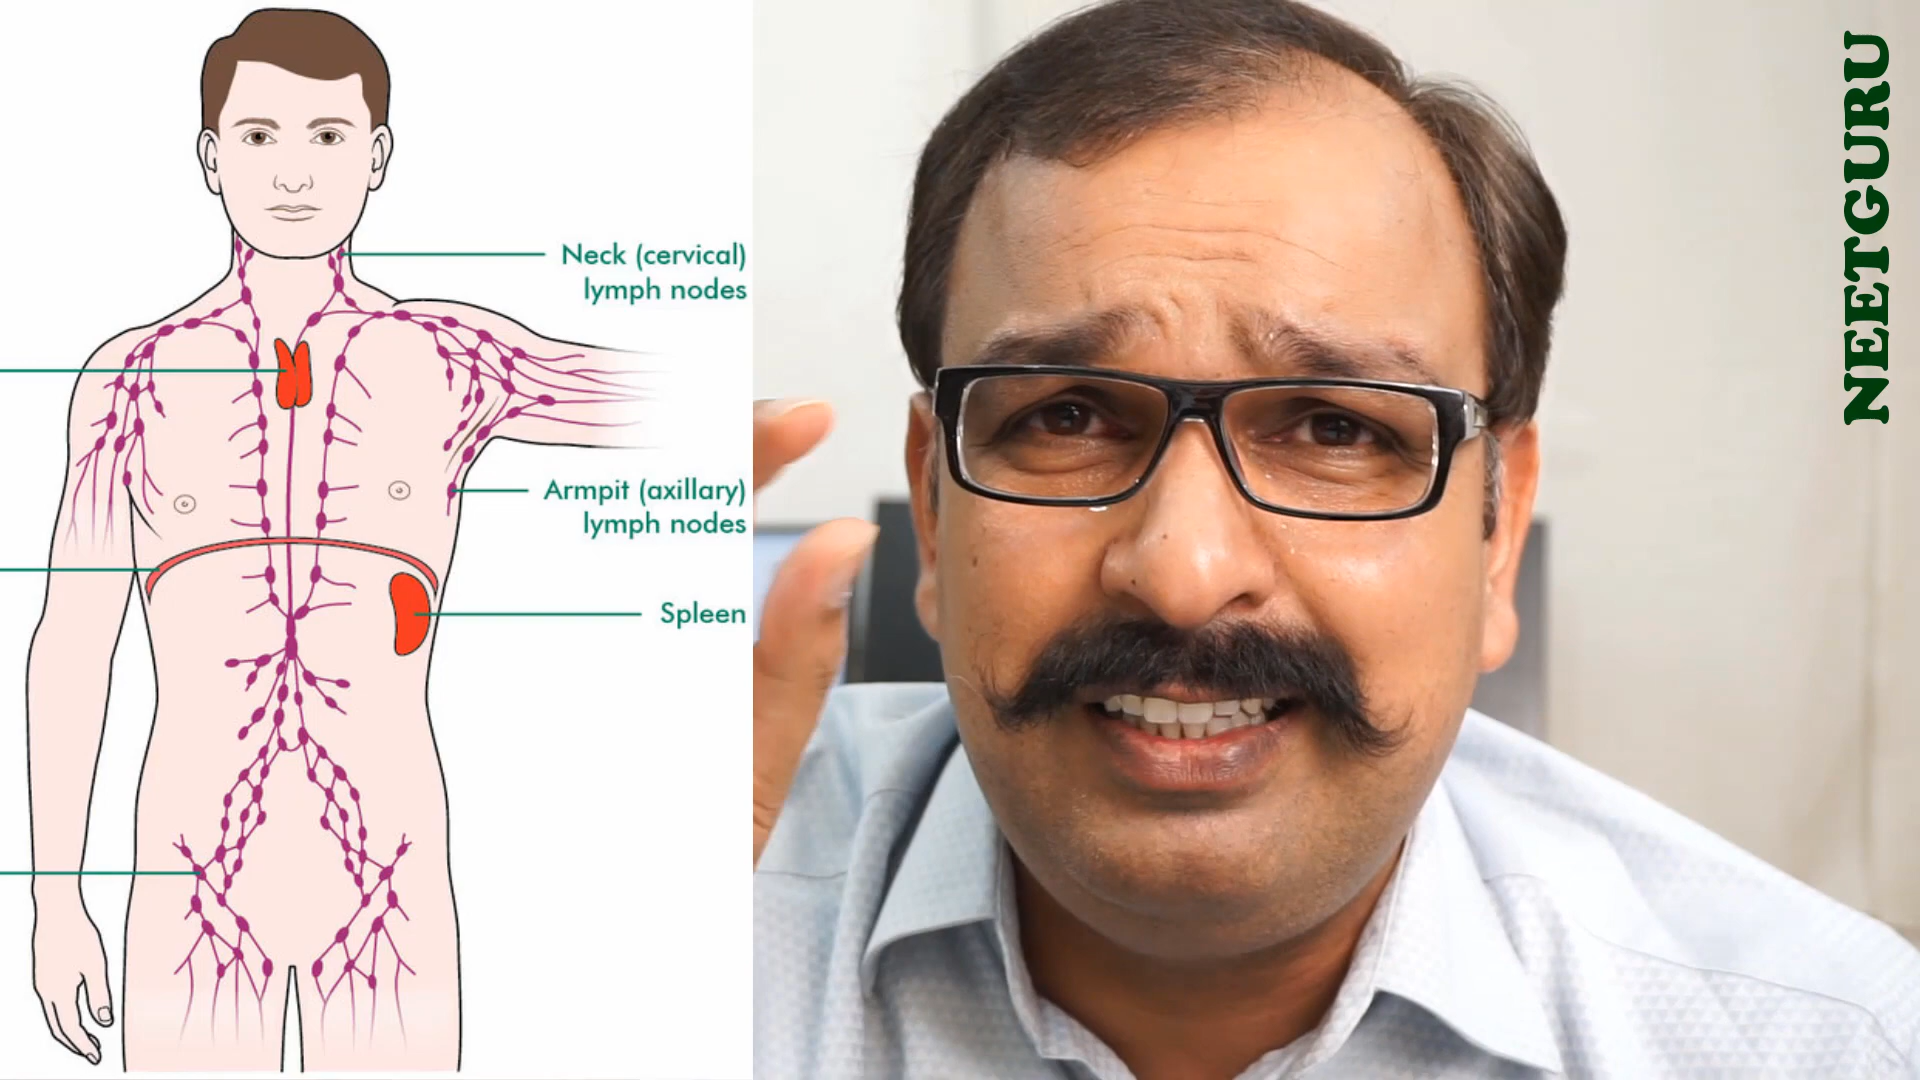 Neck (cervical)
lymph nodes
Armpit (axillary)
lymph nodes
Spleen
NEETGURU